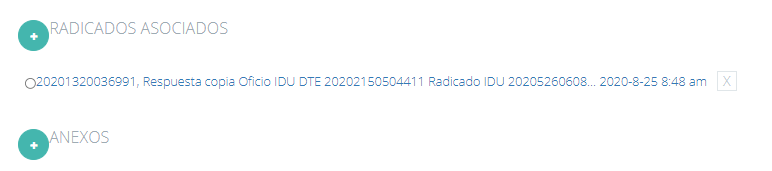 RADICADOS ASOCIADOS
20201320036991, Respuesta copia Oficio IDU DTE 20202150504411 Radicado IDU 20205260608... 2020-8-25 8:48 am X
ANEXOS